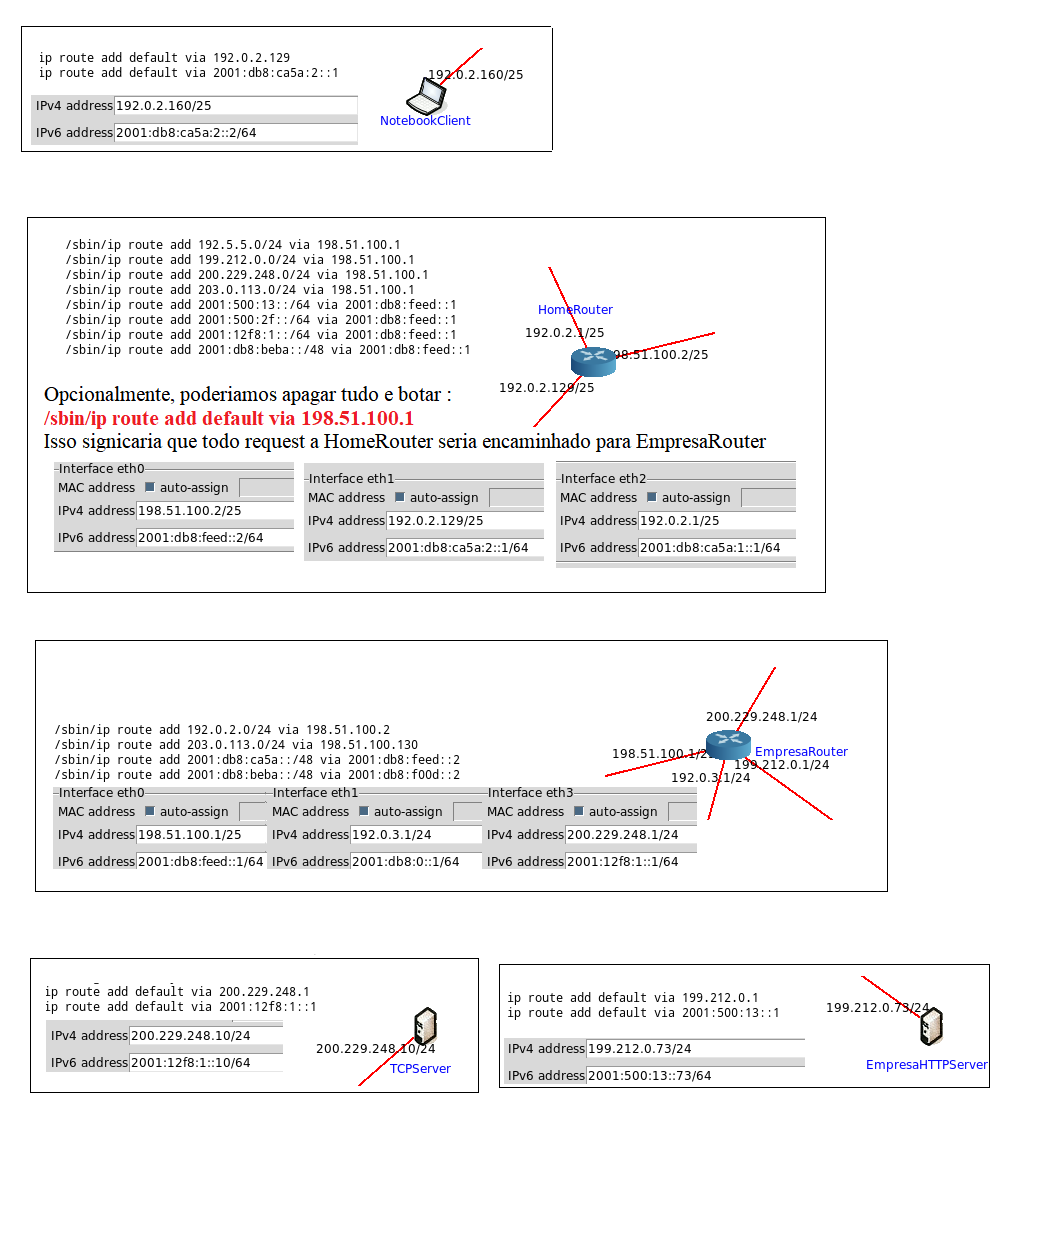 ip route add default via 192.0.2.129
ip route add default via 2001:db8:ca5a:2::1
192.0.2.160/25
IPv4 address 192.0.2.160/25
NotebookClient
IPv6 address 2001:db8:ca5a:2::2/64
/sbin/ip route add 192.5.5.0/24 via 198.51.100.1
/sbin/ip route add 199.212.0.0/24 via 198.51.100.1
/sbin/ip route add 200.229.248.0/24 via 198.51.100.1
/sbin/ip route add 203.0.113.0/24 via 198.51.100.1
/sbin/ip route add 2001:500:13::/64 via 2001:db8:feed::1
/sbin/ip route add 2001:500:2f::/64 via 2001:db8:feed::1
/sbin/ip route add 2001:12f8:1::/64 via 2001:db8:feed::1
/sbin/ip route add 2001:db8:beba::/48 via 2001:db8:feed::1
HomeRouter
192.0.2.1/25
98.51.100.2/25
192.0.2.129/25
Opcionalmente, poderiamos apagar tudo e botar :
/sbin/ip route add default via 198.51.100.1
Isso signicaria que todo request a HomeRouter seria encaminhado para EmpresaRouter
Interface eth0
MAC address auto-assign
IPv4 address 198.51.100.2/25
IPv6 address 2001:db8:feed::2/64
Interface eth1
MAC address auto-assign
IPv4 address 192.0.2.129/25
IPv6 address 2001:db8:ca5a:2::1/64
Interface eth2
MAC address auto-assign
IPv4 address 192.0.2.1/25
IPv6 address 2001:db8:ca5a:1::1/64
/sbin/ip route add 192.0.2.0/24 via 198.51.100.2
/sbin/ip route add 203.0.113.0/24 via 198.51.100.130
/sbin/ip route add 2001:db8:ca5a::/48 via 2001:db8:feed::2
/sbin/ip route add 2001:db8:beba::/48 via 2001:db8:f00d::2
200.229.248.1/24
EmpresaRouter
198.51.100.1/2
199.212.0.1/24
192.0.3.1/24
Interface eth0
MAC address auto-assign
IPv4 address 198.51.100.1/25
IPv6 address 2001:db8:feed::1/64
Interface eth1
MAC address auto-assign
IPv4 address 192.0.3.1/24
IPv6 address 2001:db8:0::1/64
Interface eth3
MAC address auto-assign
IPv4 address 200.229.248.1/24
IPv6 address 2001:12f8:1::1/64
ip route add default via 200.229.248.1
ip route add default via 2001:12f8:1::1
IPv4 address 200.229.248.10/24
IPv6 address 2001:12f8:1::10/64
200.229.248.10/24
TCPServer
ip route add default via 199.212.0.1
ip route add default via 2001:500:13::1
199.212.0.73/24
IPv4 address 199.212.0.73/24
IPv6 address 2001:500:13::73/64
EmpresaHTTPServer